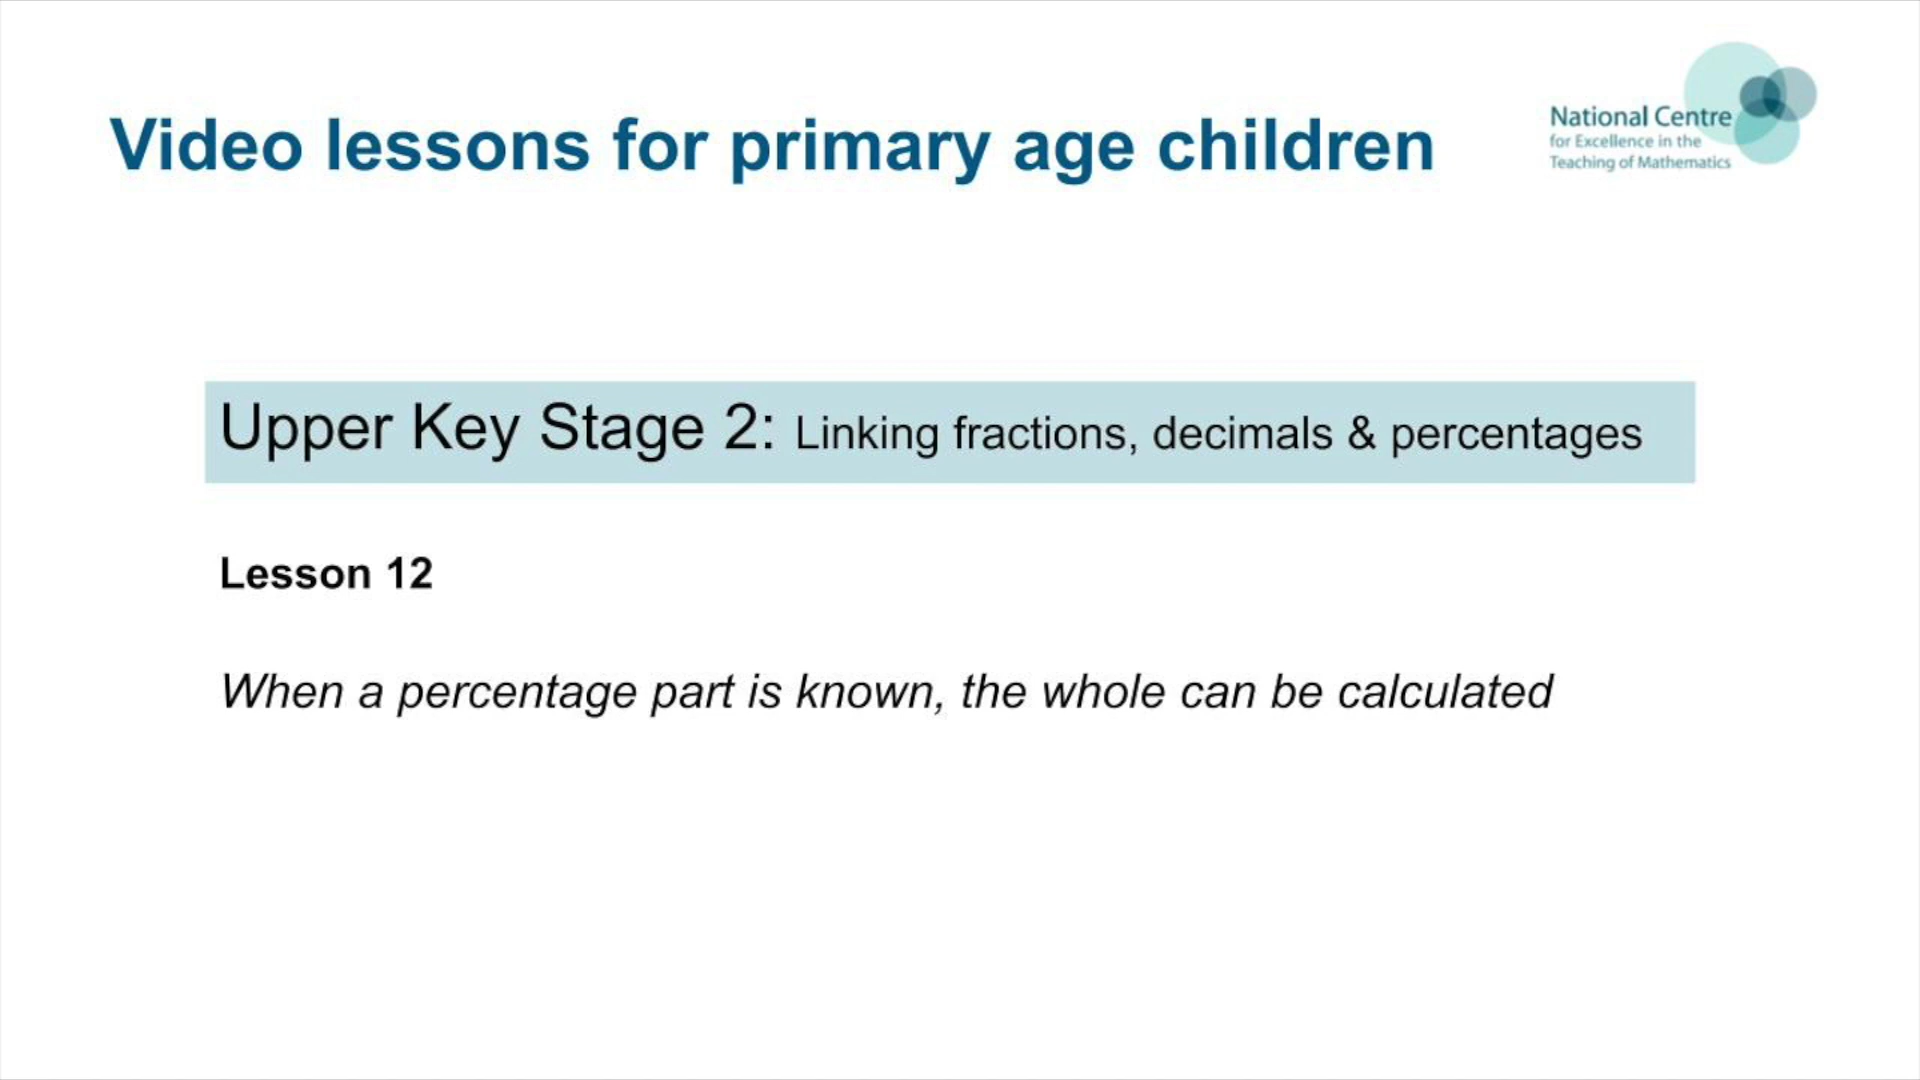 Video lessons for primary age children
National Centre
for Excellence in the
Teaching of Mathematics
Upper Key Stage 2: Linking fractions, decimals & percentages
Lesson 12
When a percentage part is known, the whole can be calculated